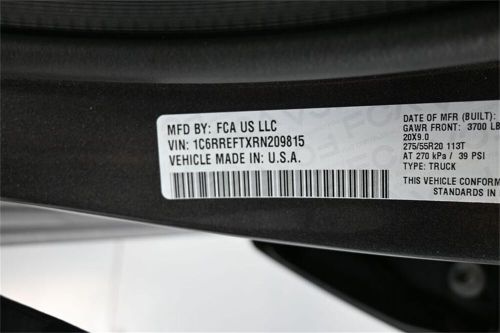 MFD BY: FCA US LLC
VIN: 1C6RREFTXRN209815
VEHICLE MADE IN U.S.A.
DATE OF MFR (BUILT):
GAWR FRONT: 3700 LB
20X9.0
275/55R20 113T
AT 270 kPa / 39 PSI
TYPE: TRUCK
THIS VEHICLE CONFORM
STANDARDS IN